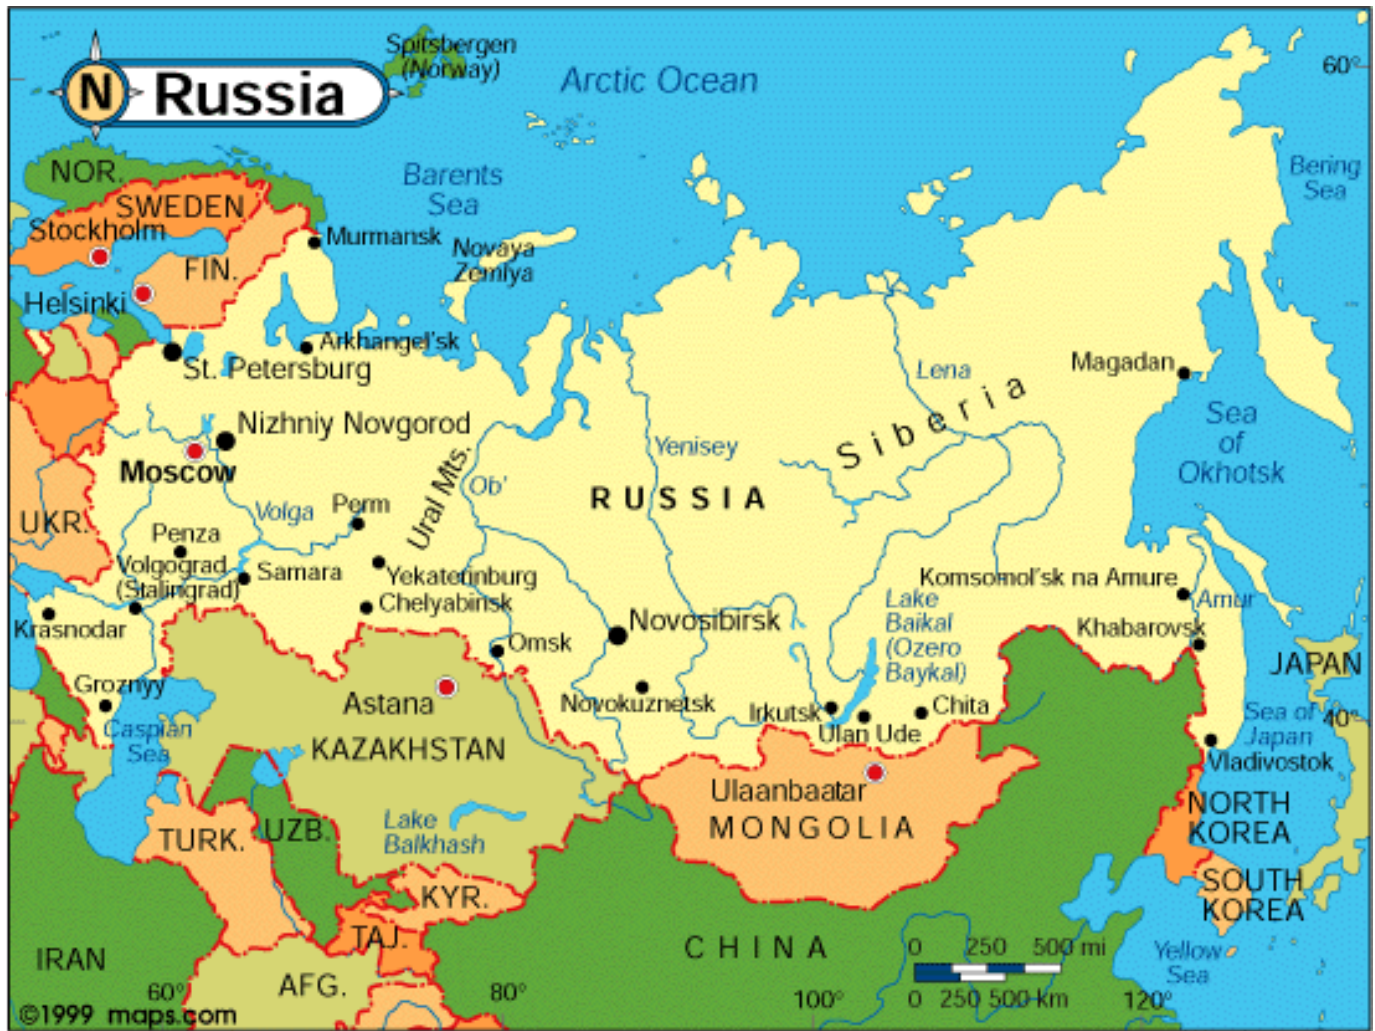 Spitsbergen
(Norway)
Arctic Ocean
60°
N
Russia
Barents
Sea
Bering
Sea
NOR.
SWEDEN
Stockholm
Murmansk
Novaya
Zemlya
FIN.
Helsinki
Arkhangel'sk
St. Petersburg
Lena
Magadan
Siberia
Sea
of
Okhotsk
Nizhniy Novgorod
Moscow
Ural Mts.
Yenisey
Ob'
RUSSIA
UKR.
Volga
Perm
Penza
Volgograd
(Stalingrad)
Samara
Yekaterinburg
Chelyabinsk
Komsomol'sk na Amure
Amur
Krasnodar
Omsk
Novosibirsk
Lake
Baikal
(Ozero
Baykal)
Khabarovsk
JAPAN
Groznyy
Astana
Novokuznetsk
Irkutsk
Ulan Ude
Chita
Sea of
Japan
40°
Caspian
Sea
KAZAKHSTAN
Vladivostok
Ulaanbaatar
MONGOLIA
NORTH
KOREA
TURK.
UZB.
Lake
Balkhash
KYR.
SOUTH
KOREA
TAJ.
CHINA
0 250 500 mi
Yellow
Sea
IRAN
AFG.
60°
80°
100°
0 250 500 km
120°
©1999 maps.com